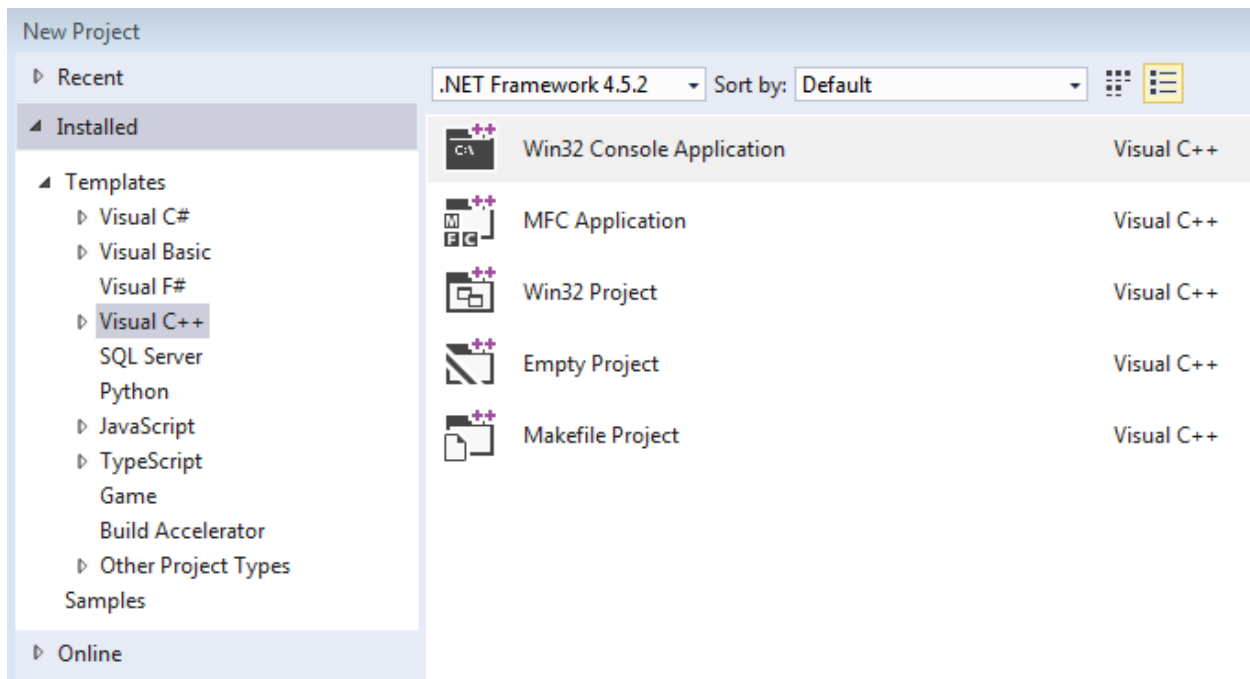 New Project
Recent
Installed
Templates
Visual C#
Visual Basic
Visual F#
Visual C++
SQL Server
Python
JavaScript
TypeScript
Game
Build Accelerator
Other Project Types
Samples
Online
.NET Framework 4.5.2 Sort by: Default
C:\ Win32 Console Application Visual C++
MFC MFC Application Visual C++
Win32 Project Visual C++
Empty Project Visual C++
Makefile Project Visual C++